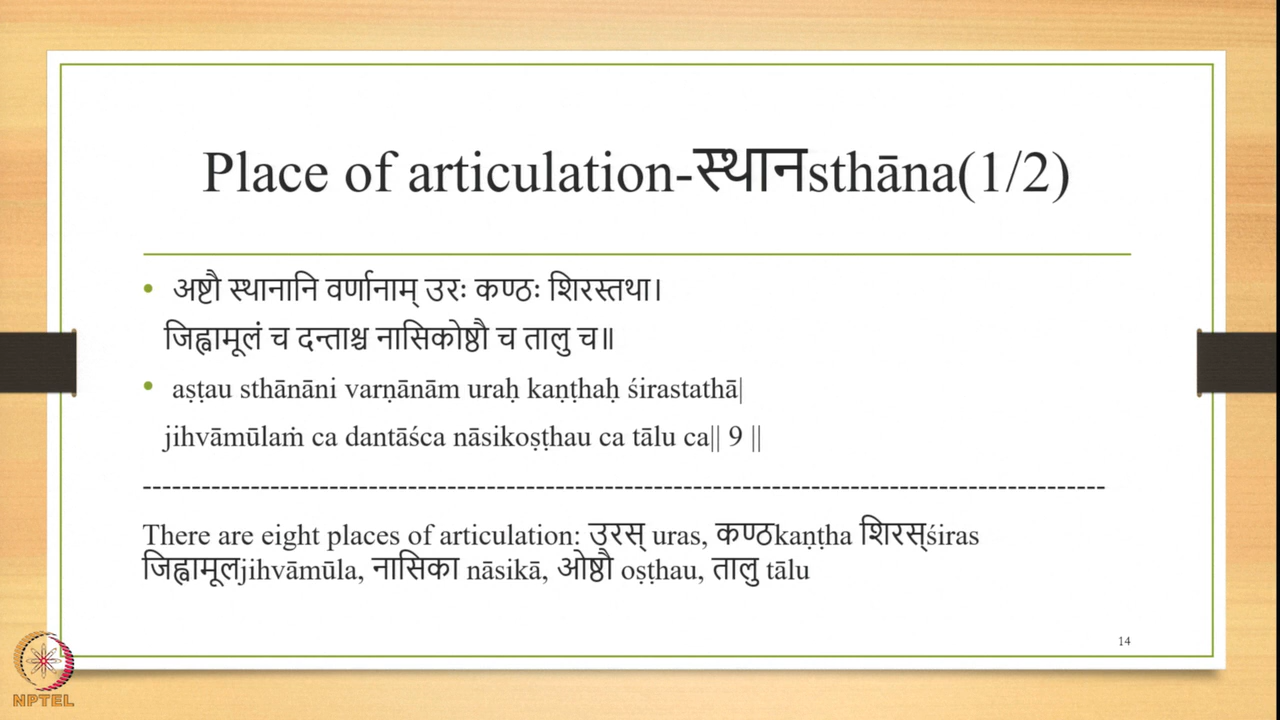 Place of articulation-स्थानsthāna(1/2)
• अष्टौ स्थानानि वर्णानाम् उरः कण्ठः शिरस्तथा।
जिह्वामूलं च दन्ताश्च नासिकोष्ठौ च तालु च॥
• aṣṭau sthānāni varṇānām uraḥ kaṇṭhaḥ śirastathā|
jihvāmūlaṁ ca dantāśca nāsikoṣṭhau ca tālu ca|| 9 ||
There are eight places of articulation: उरस् uras, कण्ठkaṇṭha शिरस्śiras
जिह्वामूलjihvāmūla, नासिका nāsikā, ओष्ठौ oṣṭhau, तालु tālu
14
NPTEL